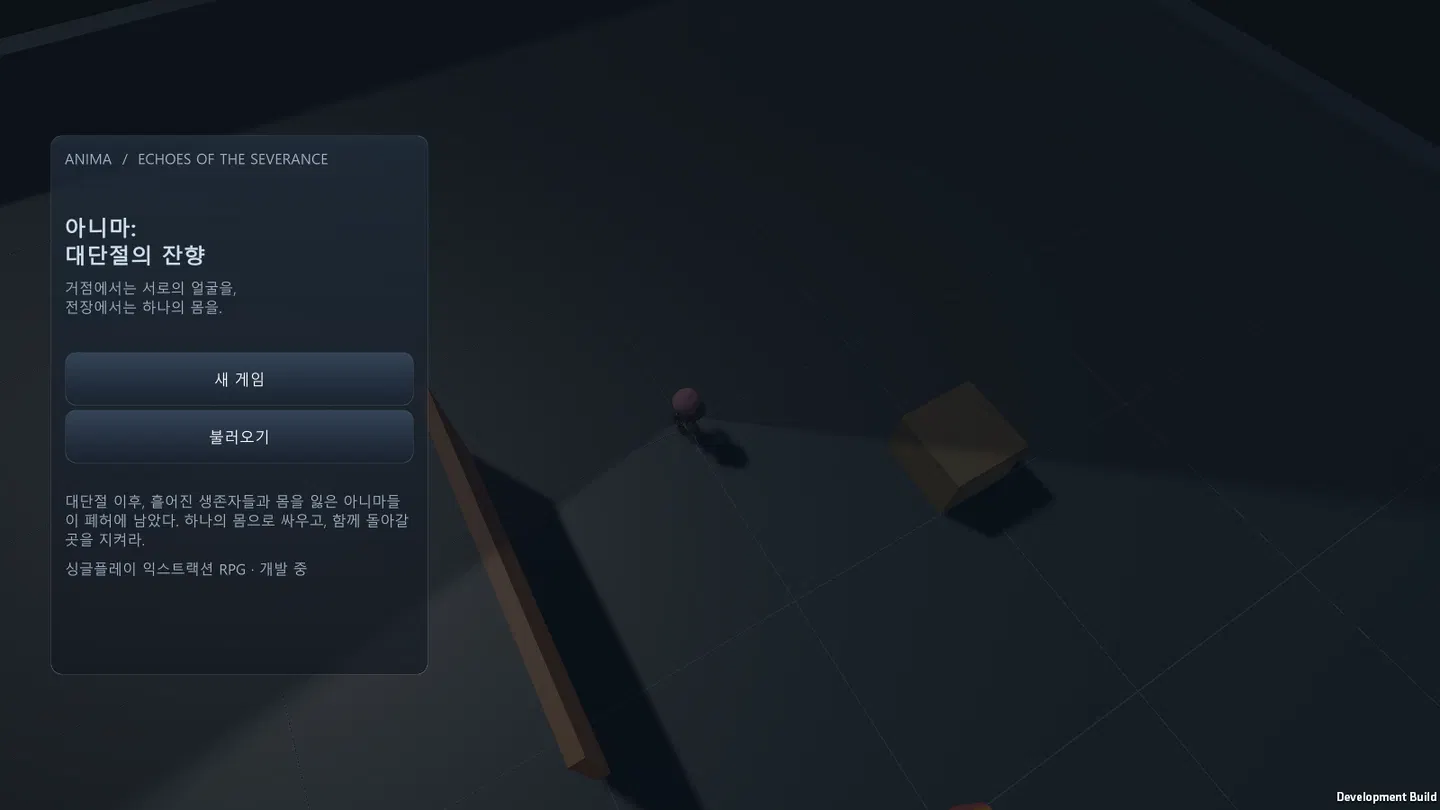 ANIMA / ECHOES OF THE SEVERANCE
아니마:
대단절의 잔향
거점에서는 서로의 얼굴을,
전장에서는 하나의 몸을.
새 게임
불러오기
대단절 이후, 흩어진 생존자들과 몸을 잃은 아니마들
이 폐허에 남았다. 하나의 몸으로 싸우고, 함께 돌아갈
곳을 지켜라.
싱글플레이 익스트랙션 RPG · 개발 중
Development Build